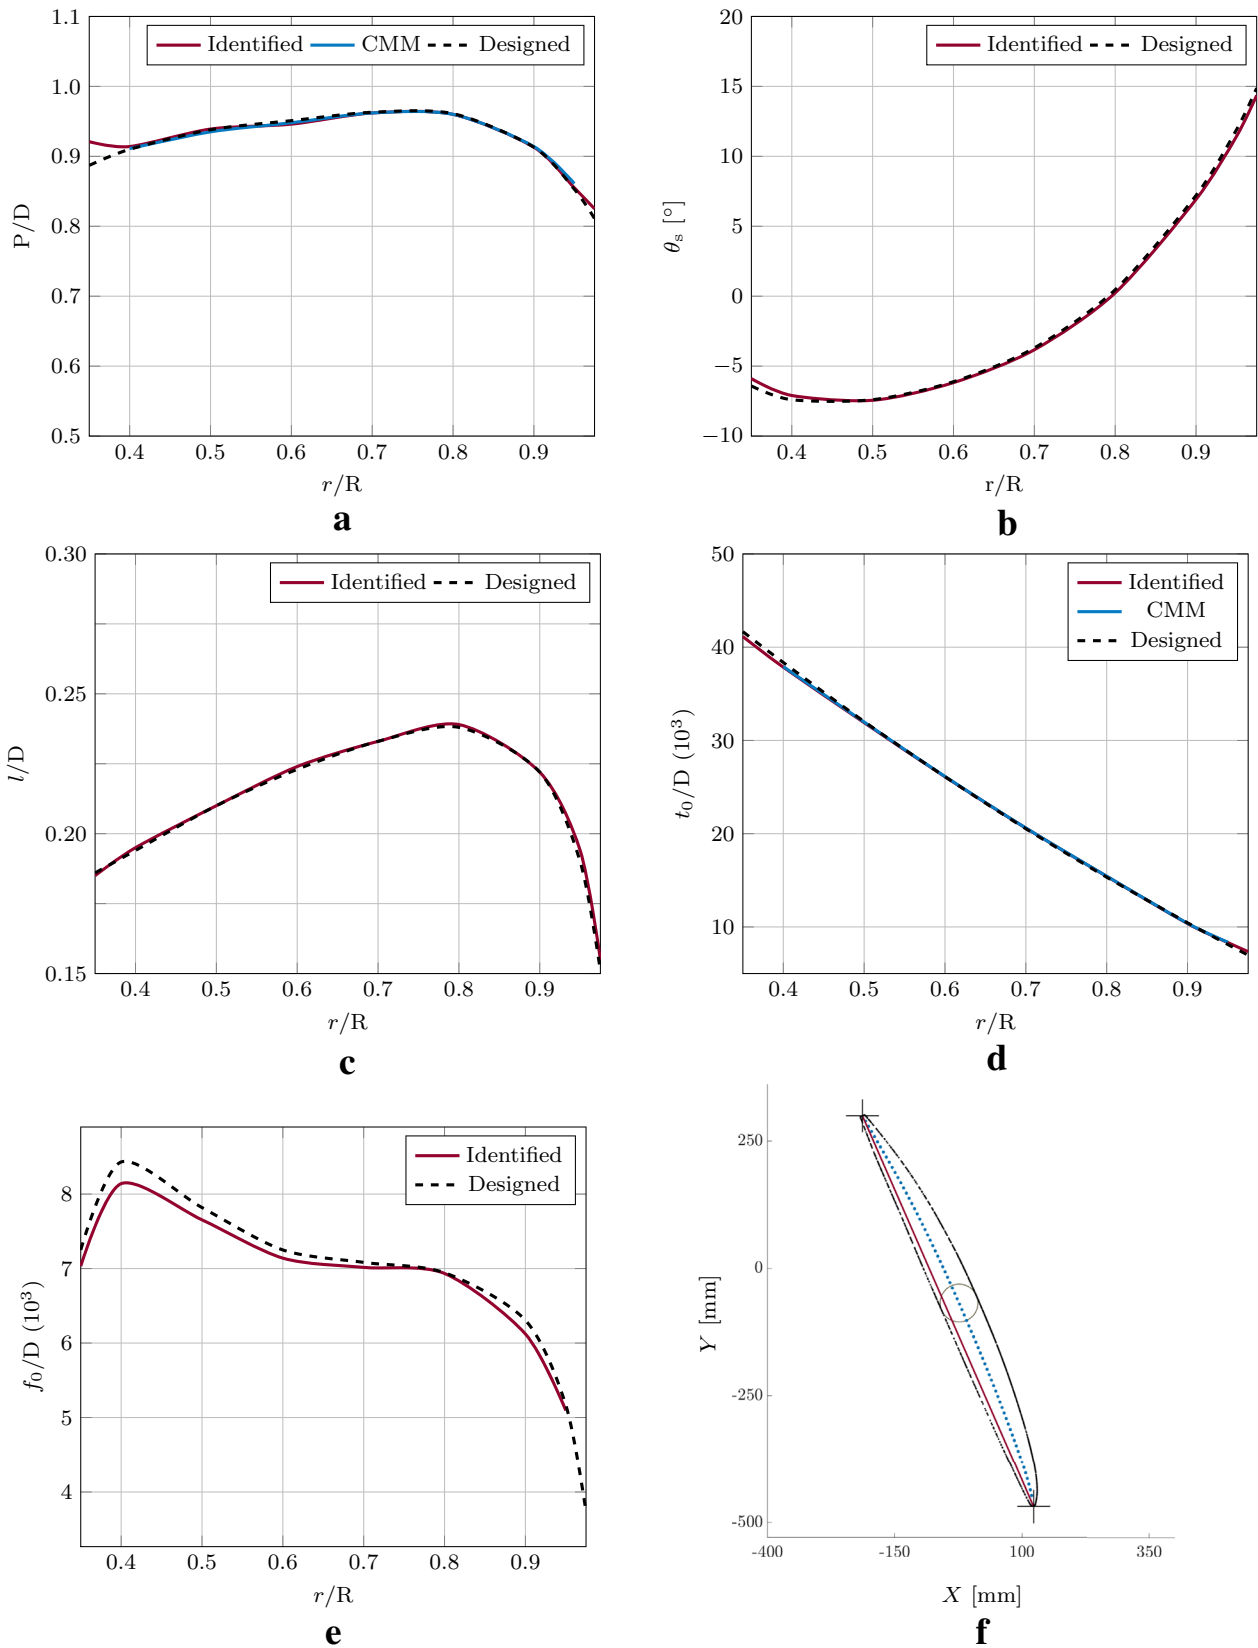 Identified CMM Designed
1.1
1.0
0.9
0.8
0.7
0.6
0.5
P/D
0.4 0.5 0.6 0.7 0.8 0.9
r/R
a
Identified Designed
20
15
10
5
0
−5
−10
θs [°]
0.4 0.5 0.6 0.7 0.8 0.9
r/R
b
Identified Designed
0.30
0.25
0.20
0.15
l/D
0.4 0.5 0.6 0.7 0.8 0.9
r/R
c
Identified
CMM
Designed
50
40
30
20
10
t₀/D (10³)
0.4 0.5 0.6 0.7 0.8 0.9
r/R
d
Identified
Designed
8
7
6
5
4
f₀/D (10³)
0.4 0.5 0.6 0.7 0.8 0.9
r/R
e
250
0
-250
-500
Y [mm]
-400 -150 100 350
X [mm]
f